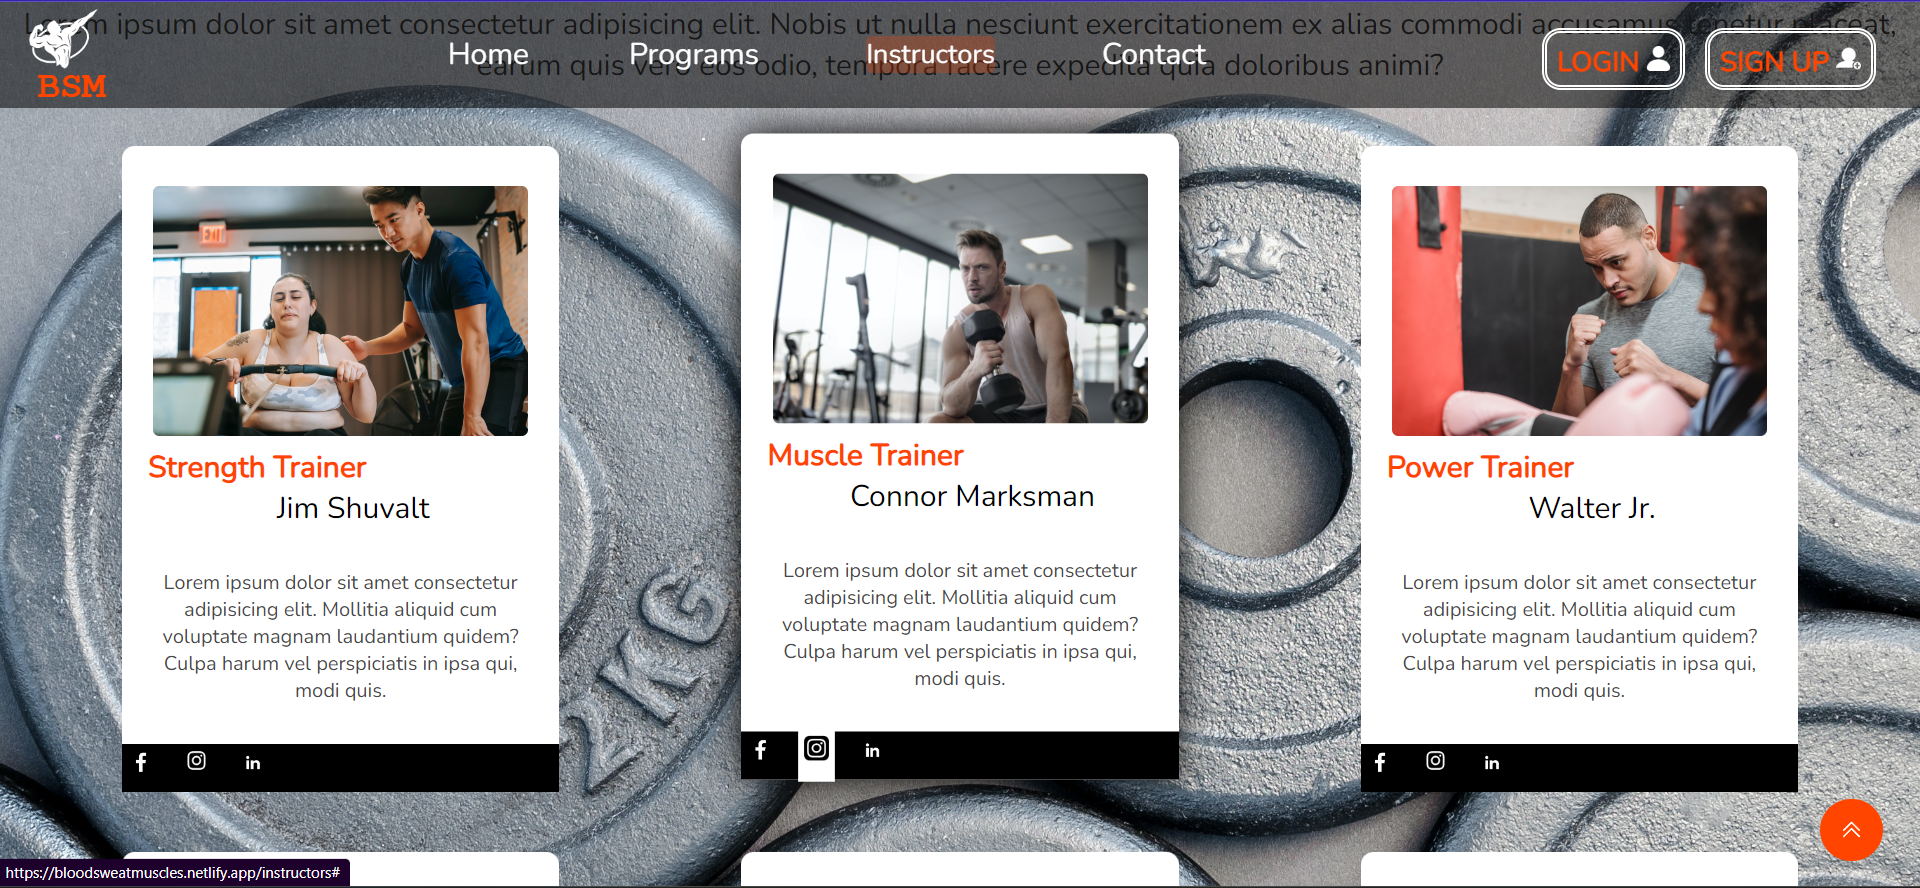 Lorem ipsum dolor sit amet consectetur adipisicing elit. Nobis ut nulla nesciunt exercitationem ex alias commodi accusamus tenetur placeat,
earum quis vero eos odio, tempora facere expedita quia doloribus animi?
BSM
Home
Programs
Instructors
Contact
LOGIN
SIGN UP
EXIT
Strength Trainer
Jim Shuvalt
Lorem ipsum dolor sit amet consectetur
adipisicing elit. Mollitia aliquid cum
voluptate magnam laudantium quidem?
Culpa harum vel perspiciatis in ipsa qui,
modi quis.
f
in
Muscle Trainer
Connor Marksman
Lorem ipsum dolor sit amet consectetur
adipisicing elit. Mollitia aliquid cum
voluptate magnam laudantium quidem?
Culpa harum vel perspiciatis in ipsa qui,
modi quis.
f
in
Power Trainer
Walter Jr.
Lorem ipsum dolor sit amet consectetur
adipisicing elit. Mollitia aliquid cum
voluptate magnam laudantium quidem?
Culpa harum vel perspiciatis in ipsa qui,
modi quis.
f
in
2KG
https://bloodsweatmuscles.netlify.app/instructors#